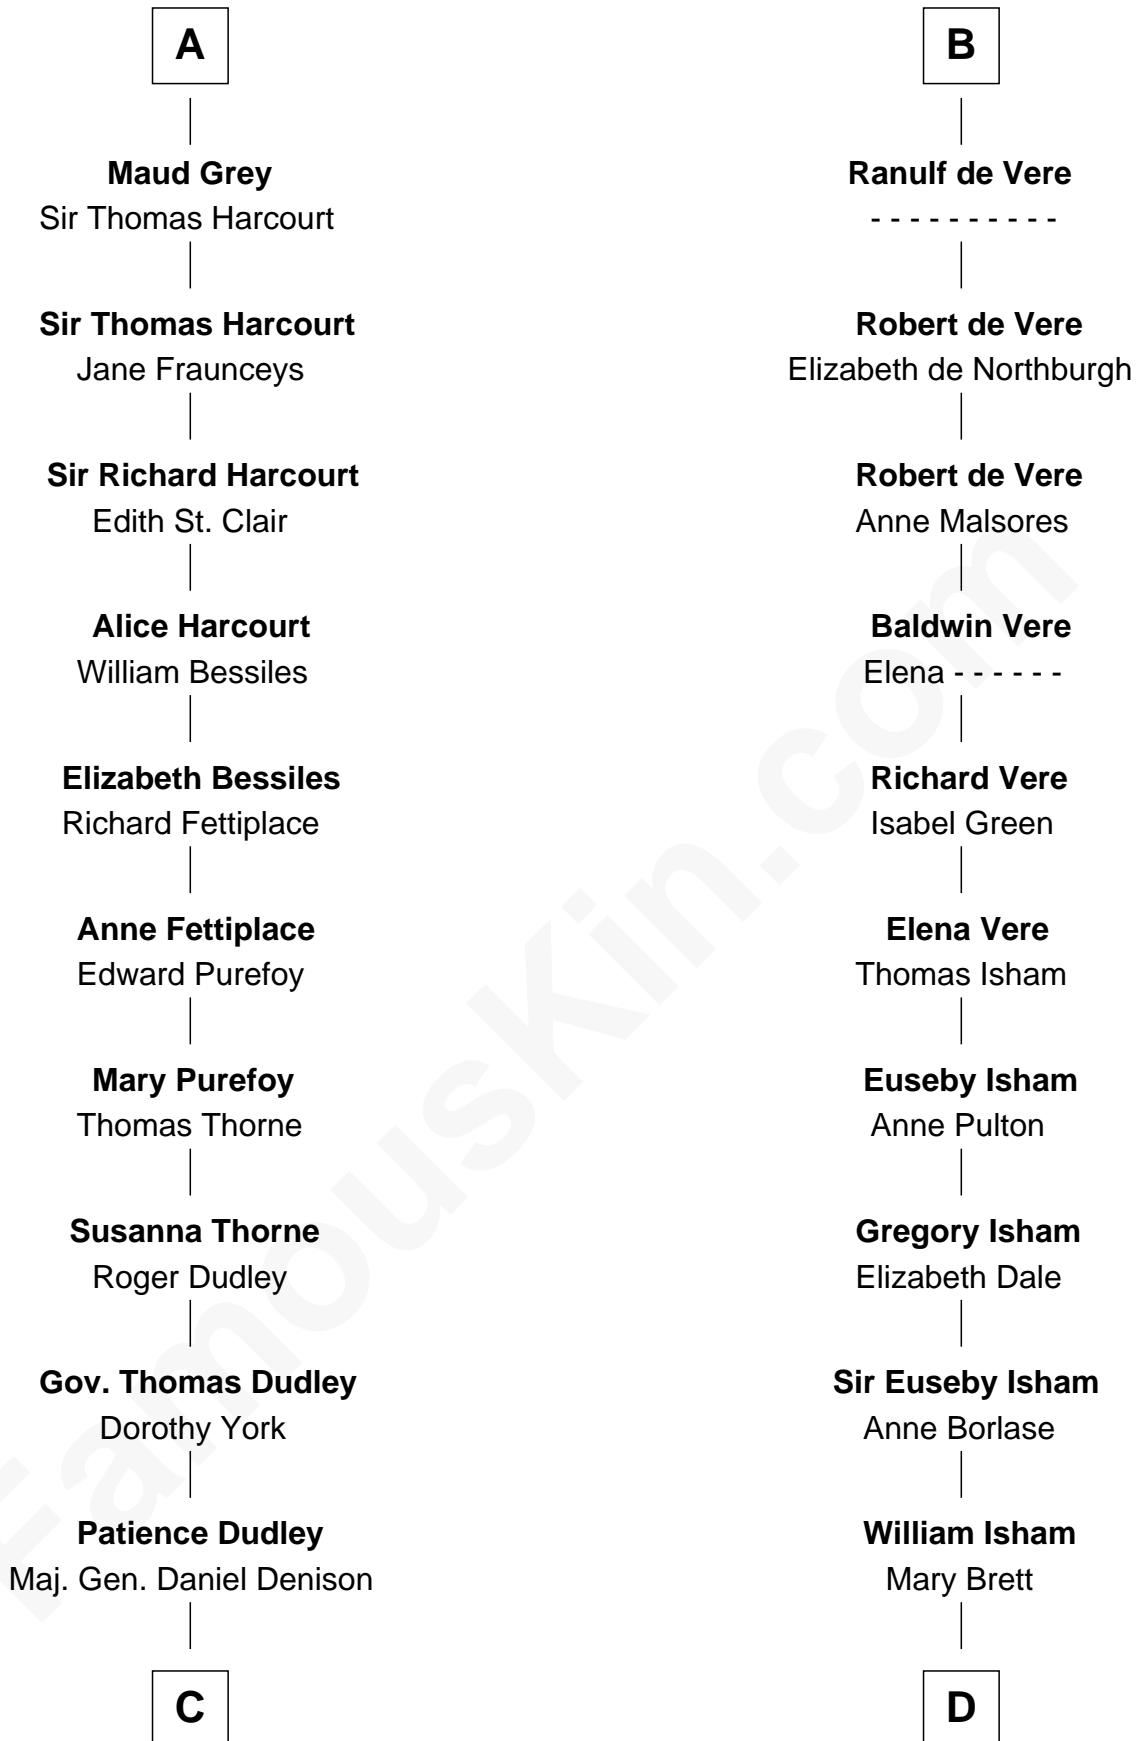 A
Maud Grey
Sir Thomas Harcourt
Sir Thomas Harcourt
Jane Fraunceys
Sir Richard Harcourt
Edith St. Clair
Alice Harcourt
William Bessiles
Elizabeth Bessiles
Richard Fettiplace
Anne Fettiplace
Edward Purefoy
Mary Purefoy
Thomas Thorne
Susanna Thorne
Roger Dudley
Gov. Thomas Dudley
Dorothy York
Patience Dudley
Maj. Gen. Daniel Denison
C
B
Ranulf de Vere
- - - - - - - - - -
Robert de Vere
Elizabeth de Northburgh
Robert de Vere
Anne Malsores
Baldwin Vere
Elena - - - - - -
Richard Vere
Isabel Green
Elena Vere
Thomas Isham
Euseby Isham
Anne Pulton
Gregory Isham
Elizabeth Dale
Sir Euseby Isham
Anne Borlase
William Isham
Mary Brett
D
FamousKin.com